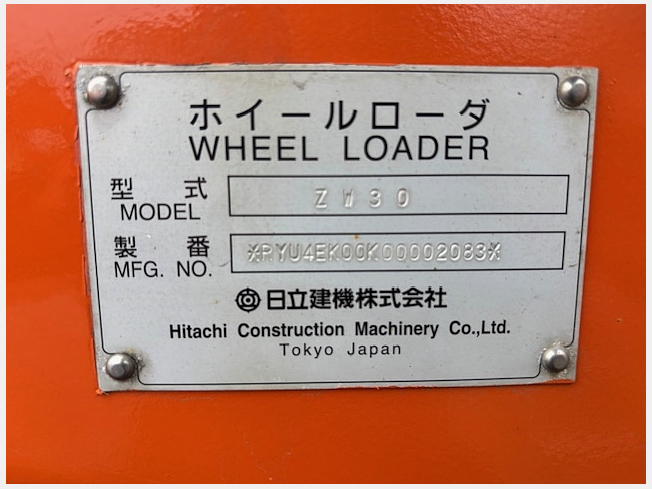 ホイールローダ
WHEEL LOADER
型 式
MODEL
ZW30
製 番
MFG. NO.
*RYU4EK00K00002083*
日立建機株式会社
Hitachi Construction Machinery Co.,Ltd.
Tokyo Japan